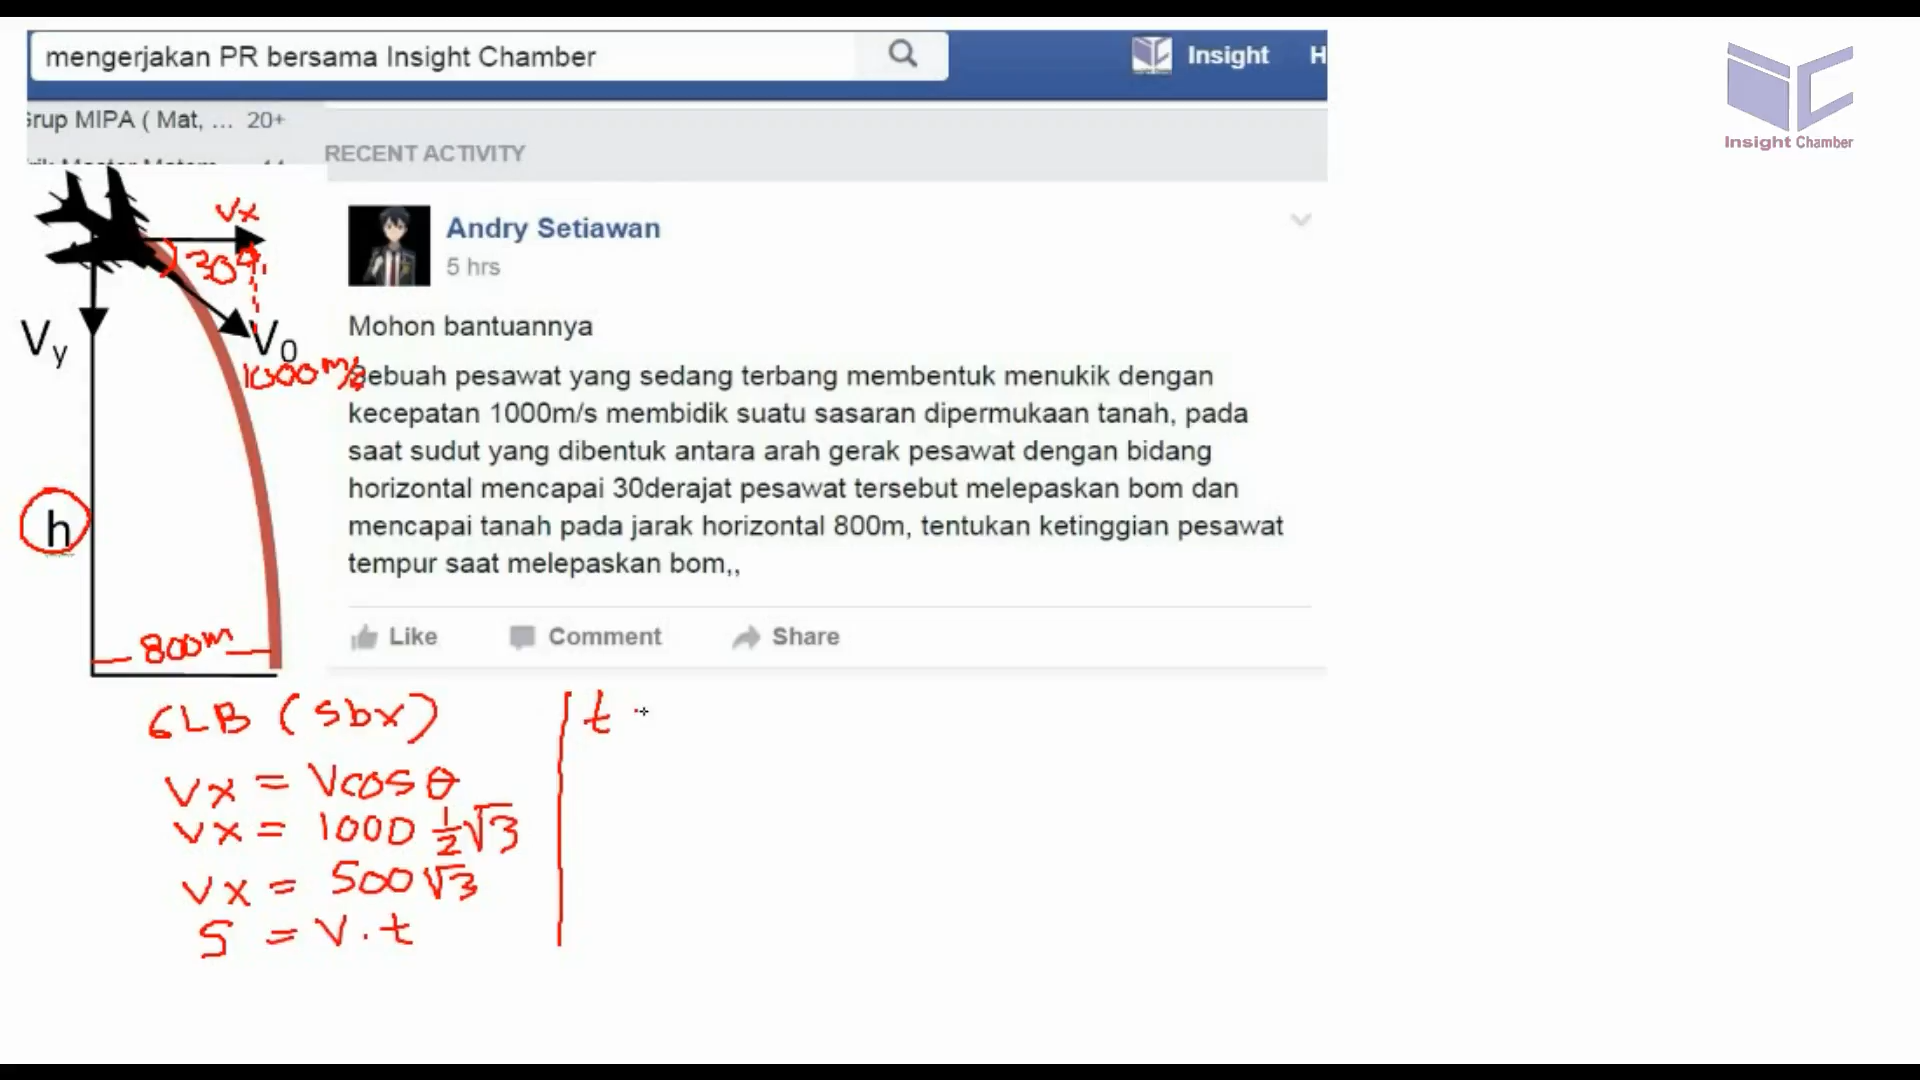 mengerjakan PR bersama Insight Chamber
Insight H
Insight Chamber
Grup MIPA ( Mat, ... 20+
RECENT ACTIVITY
Andry Setiawan
5 hrs
Mohon bantuannya
Sebuah pesawat yang sedang terbang membentuk menukik dengan
kecepatan 1000m/s membidik suatu sasaran dipermukaan tanah, pada
saat sudut yang dibentuk antara arah gerak pesawat dengan bidang
horizontal mencapai 30derajat pesawat tersebut melepaskan bom dan
mencapai tanah pada jarak horizontal 800m, tentukan ketinggian pesawat
tempur saat melepaskan bom,,
Like Comment Share
Vx
30°
Vy
V0
1000 m/s
h
800m
GLB (sbx)
Vx = V cos θ
Vx = 1000 1/2 √3
Vx = 500 √3
S = V . t
t